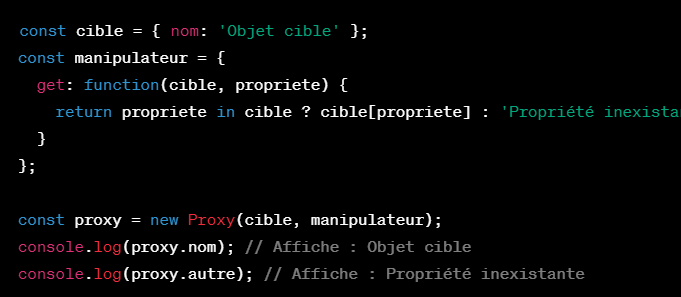 const cible = { nom: 'Objet cible' };
const manipulateur = {
  get: function(cible, propriete) {
    return propriete in cible ? cible[propriete] : 'Propriété
  }
};

const proxy = new Proxy(cible, manipulateur);
console.log(proxy.nom); // Affiche : Objet cible
console.log(proxy.autre); // Affiche : Propriété inexistante